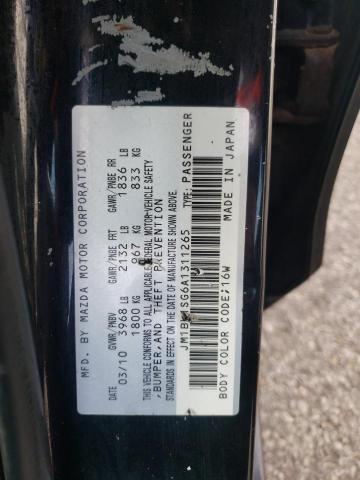 MFD. BY MAZDA MOTOR CORPORATION
GVWR/PNBV GAWR/PNBE FRT GAWR/PNBE RR
DATE 3968 LB 2132 LB 1836 LB
03/10 1800 KG 967 KG 833 KG
THIS VEHICLE CONFORMS TO ALL APPLICABLE FEDERAL MOTOR-VEHICLE SAFETY
,BUMPER,AND THEFT PREVENTION
STANDARDS IN EFFECT ON THE DATE OF MANUFACTURE SHOWN ABOVE.
TYPE: PASSENGER
BODY COLOR CODE: 16W MADE IN JAPAN